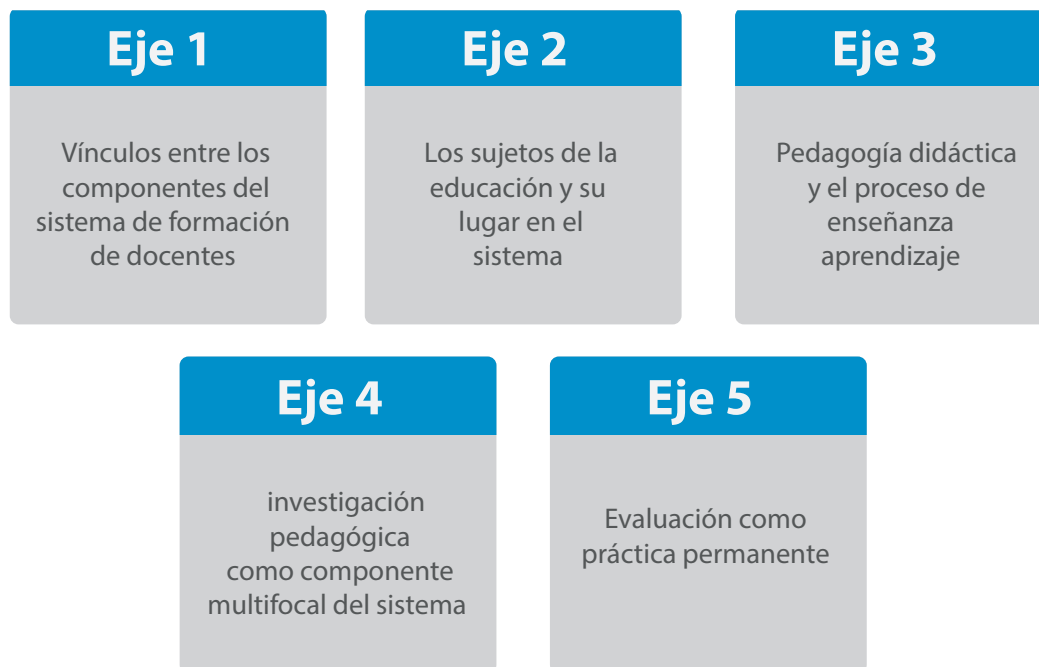 Eje 1
Vínculos entre los
componentes del
sistema de formación
de docentes
Eje 2
Los sujetos de la
educación y su
lugar en el
sistema
Eje 3
Pedagogía didáctica
y el proceso de
enseñanza
aprendizaje
Eje 4
investigación
pedagógica
como componente
multifocal del sistema
Eje 5
Evaluación como
práctica permanente